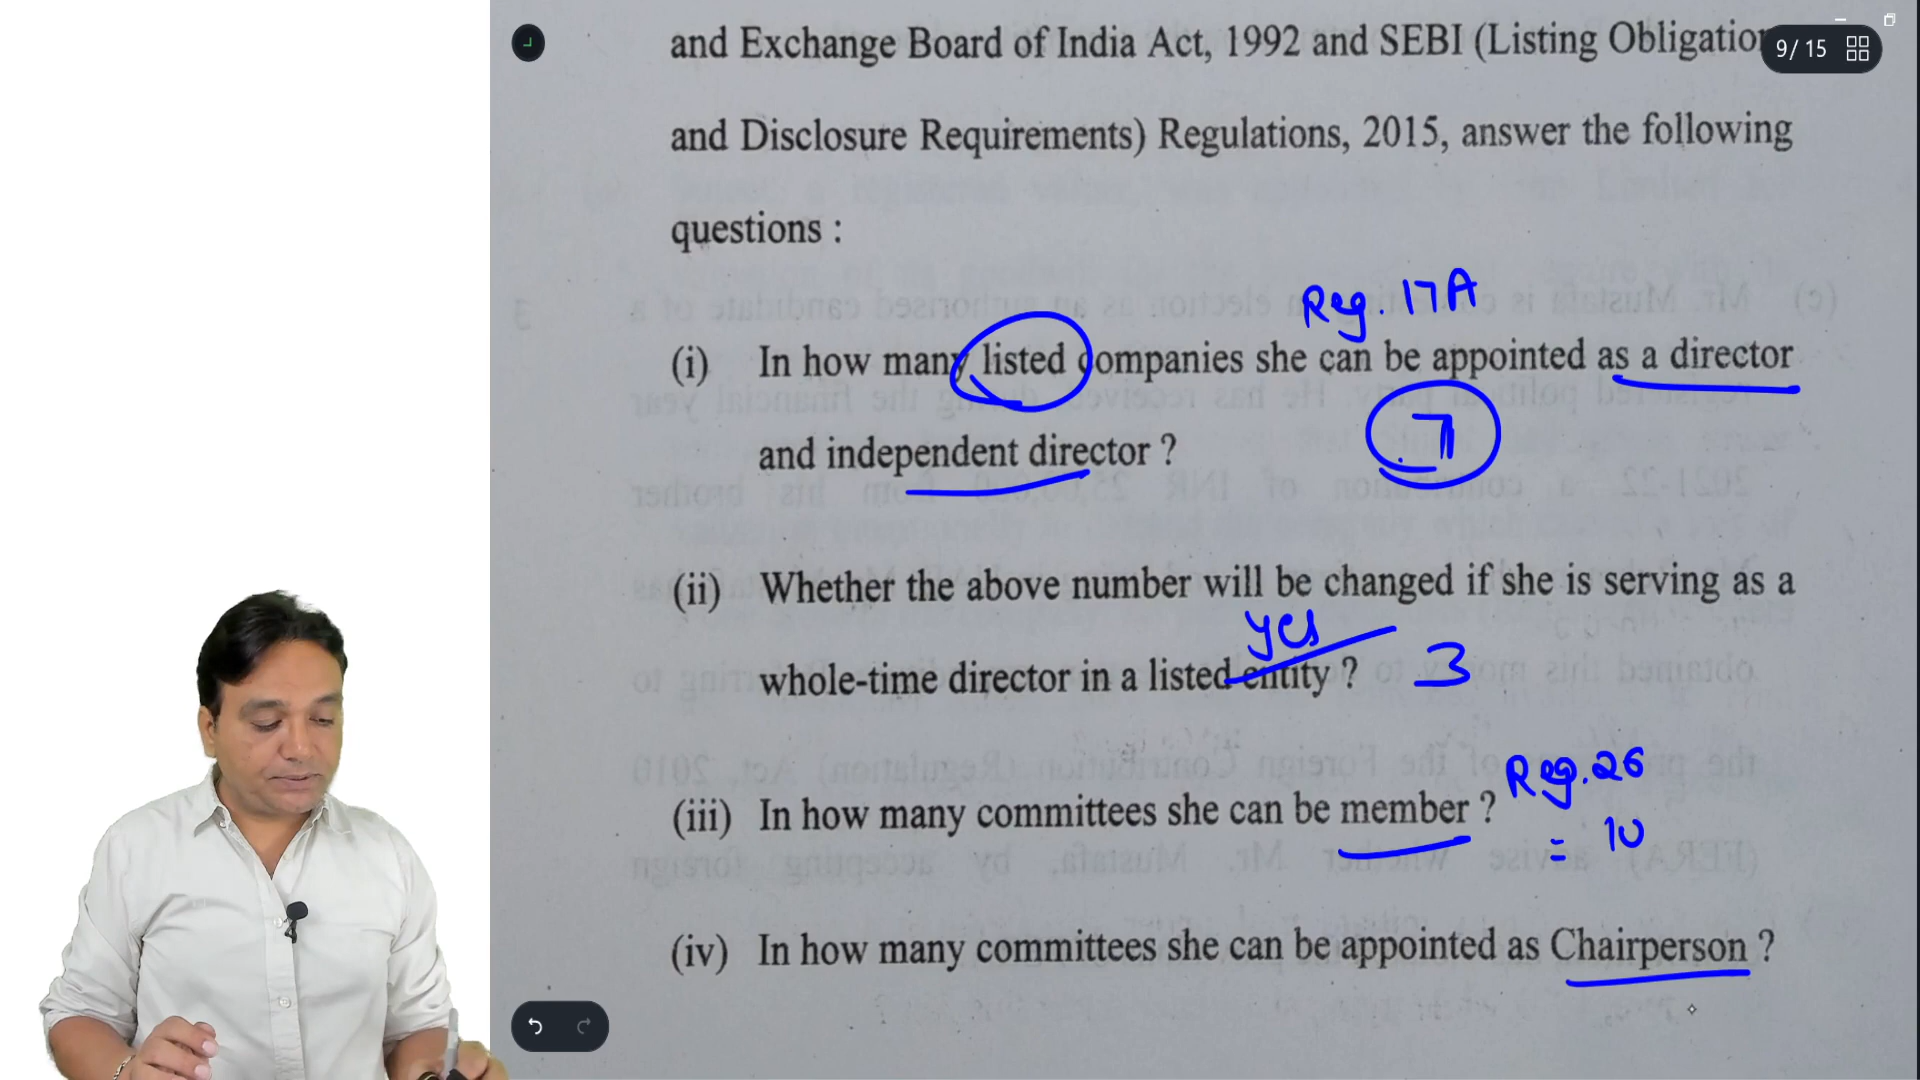 and Exchange Board of India Act, 1992 and SEBI (Listing Obligation
9/ 15
and Disclosure Requirements) Regulations, 2015, answer the following
questions :
Reg. 17A
(i) In how many listed companies she can be appointed as a director
and independent director ?
7
(ii) Whether the above number will be changed if she is serving as a
yes
whole-time director in a listed entity ? 3
Reg. 26
(iii) In how many committees she can be member ?
= 10
(iv) In how many committees she can be appointed as Chairperson ?